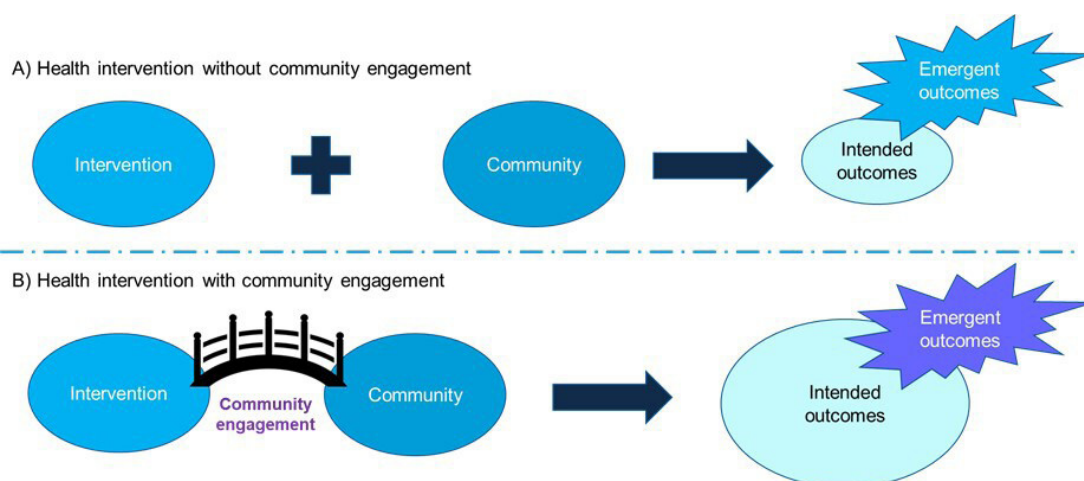 A) Health intervention without community engagement
Intervention
Community
Emergent
outcomes
Intended
outcomes
B) Health intervention with community engagement
Intervention
Community
engagement
Community
Emergent
outcomes
Intended
outcomes